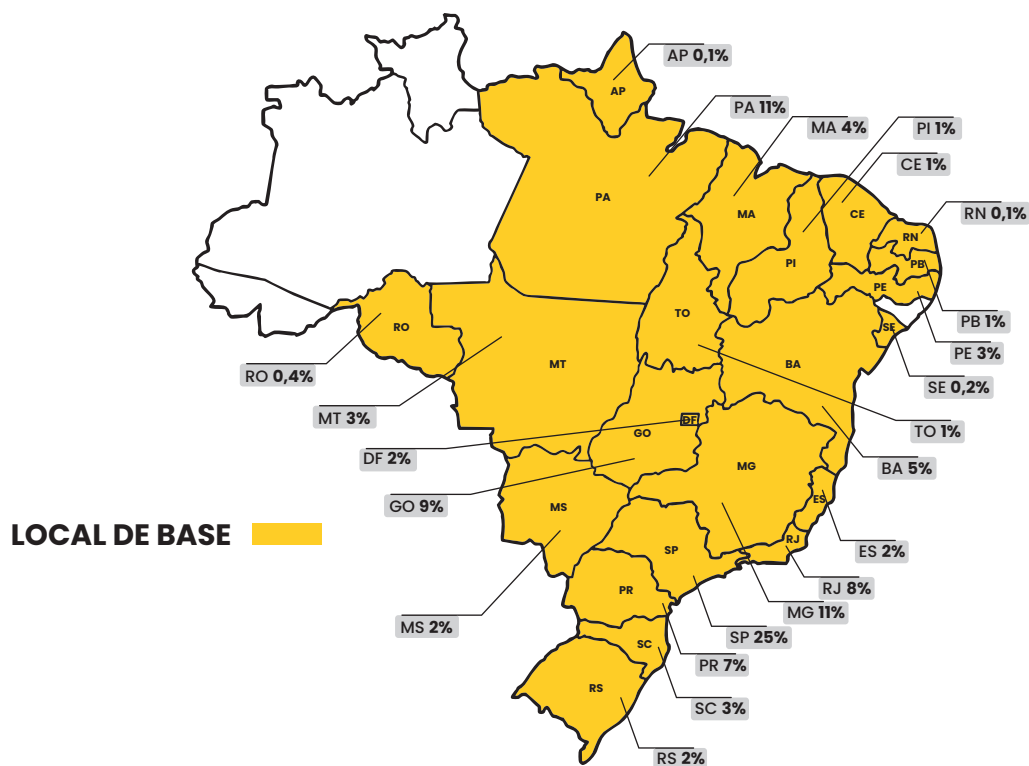 AP 0,1%
AP
PA 11%
MA 4%
PI 1%
CE 1%
PA
MA
CE
RN 0,1%
RN
PI
PB
PE
TO
RO
SE
PB 1%
PE 3%
MT
BA
RO 0,4%
SE 0,2%
MT 3%
DF
GO
TO 1%
DF 2%
MG
BA 5%
GO 9%
MS
ES
LOCAL DE BASE
RJ
SP
ES 2%
PR
RJ 8%
MG 11%
MS 2%
SP 25%
SC
PR 7%
RS
SC 3%
RS 2%